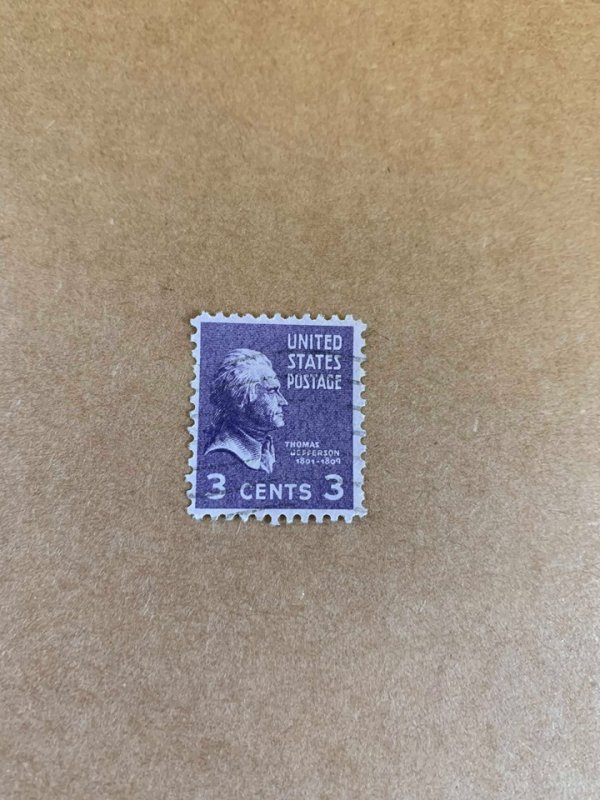 UNITED
STATES
POSTAGE
THOMAS
JEFFERSON
1801-1809
3 CENTS 3